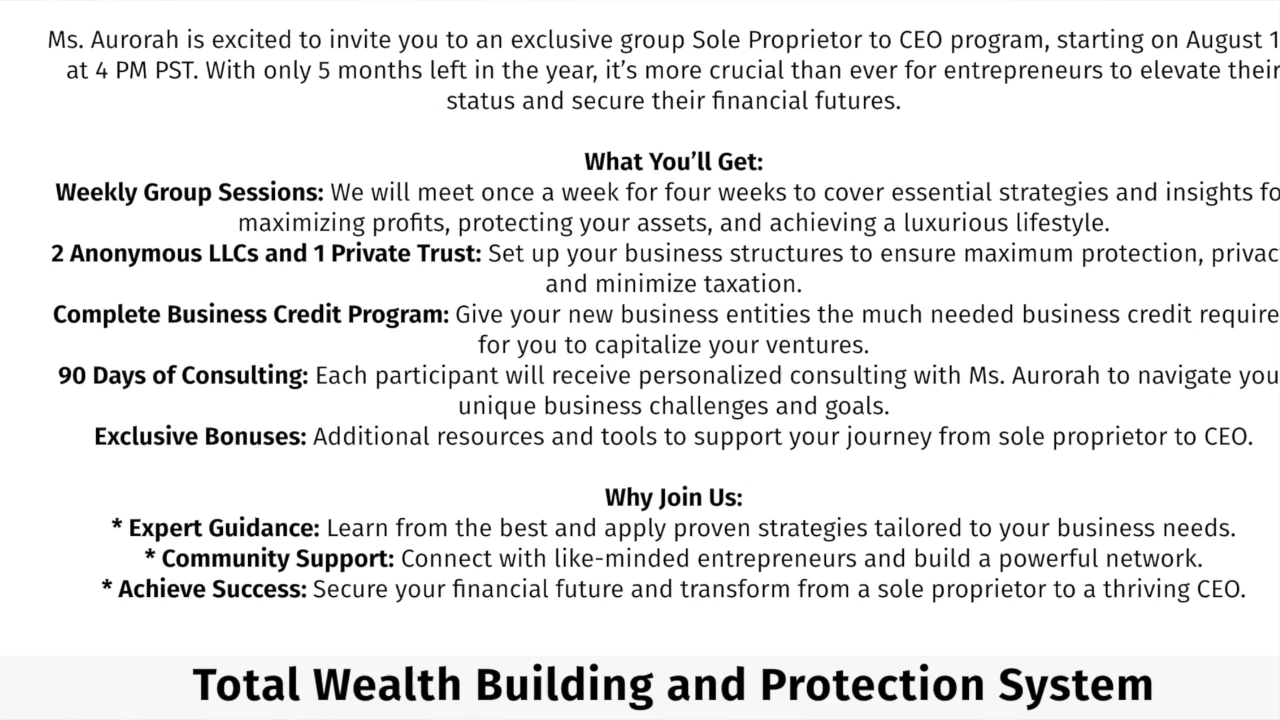 Ms. Aurorah is excited to invite you to an exclusive group Sole Proprietor to CEO program, starting on August 1
at 4 PM PST. With only 5 months left in the year, it’s more crucial than ever for entrepreneurs to elevate their
status and secure their financial futures.
What You’ll Get:
Weekly Group Sessions: We will meet once a week for four weeks to cover essential strategies and insights fo
maximizing profits, protecting your assets, and achieving a luxurious lifestyle.
2 Anonymous LLCs and 1 Private Trust: Set up your business structures to ensure maximum protection, privac
and minimize taxation.
Complete Business Credit Program: Give your new business entities the much needed business credit require
for you to capitalize your ventures.
90 Days of Consulting: Each participant will receive personalized consulting with Ms. Aurorah to navigate you
unique business challenges and goals.
Exclusive Bonuses: Additional resources and tools to support your journey from sole proprietor to CEO.
Why Join Us:
* Expert Guidance: Learn from the best and apply proven strategies tailored to your business needs.
* Community Support: Connect with like-minded entrepreneurs and build a powerful network.
* Achieve Success: Secure your financial future and transform from a sole proprietor to a thriving CEO.
Total Wealth Building and Protection System